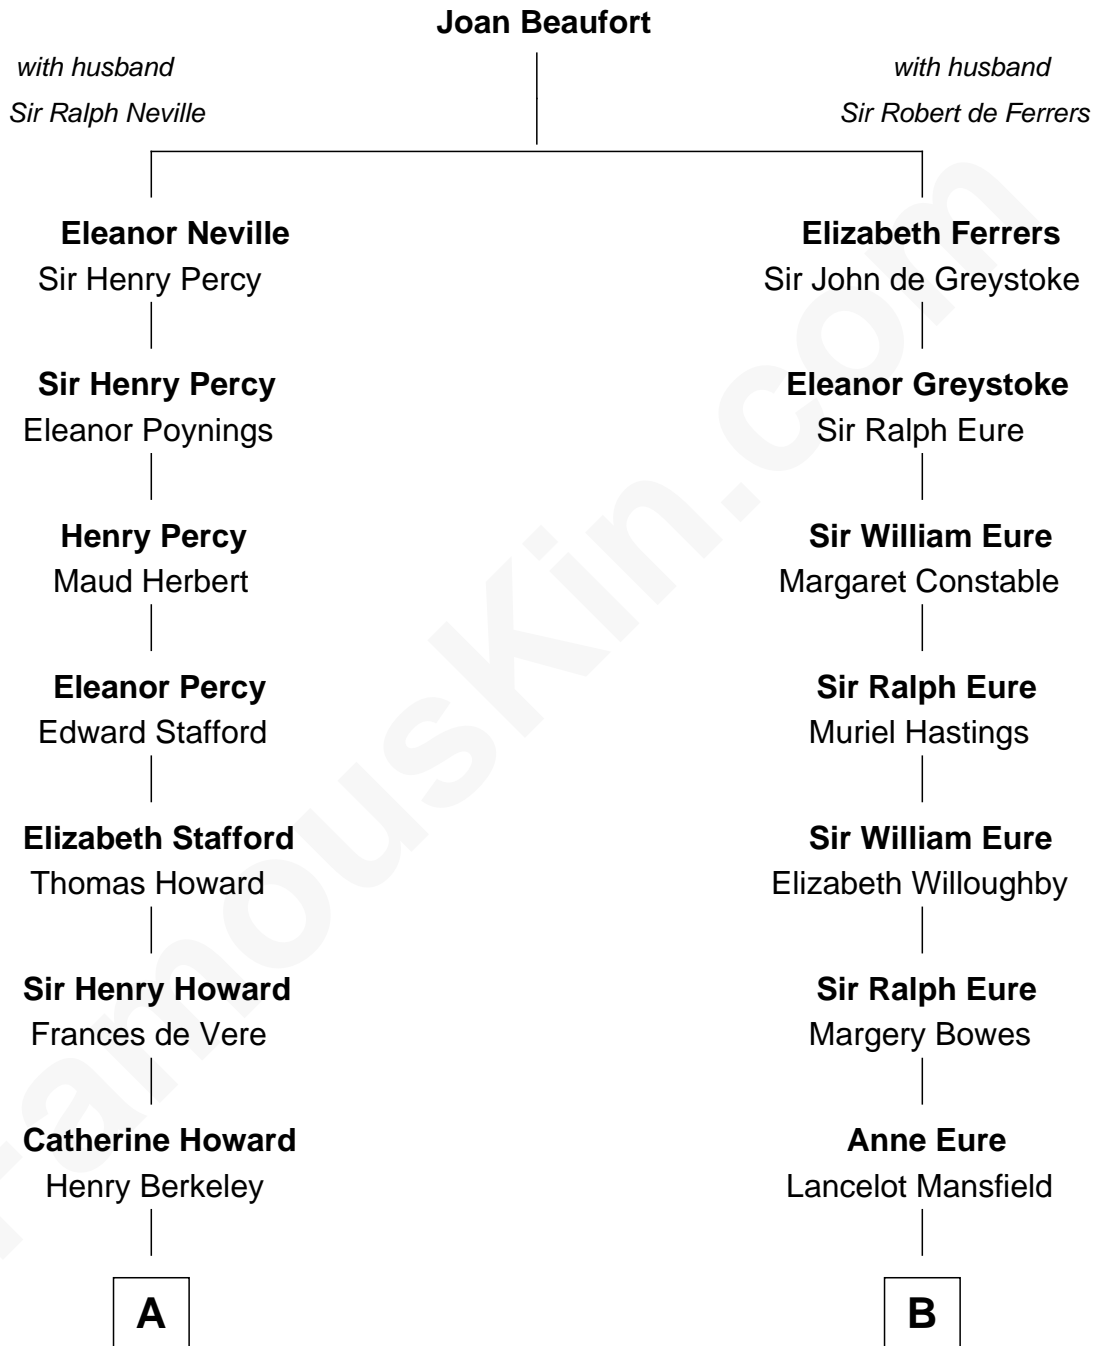 Joan Beaufort
with husband
Sir Ralph Neville
with husband
Sir Robert de Ferrers
Eleanor Neville
Sir Henry Percy
Elizabeth Ferrers
Sir John de Greystoke
Sir Henry Percy
Eleanor Poynings
Eleanor Greystoke
Sir Ralph Eure
Henry Percy
Maud Herbert
Sir William Eure
Margaret Constable
Eleanor Percy
Edward Stafford
Sir Ralph Eure
Muriel Hastings
Elizabeth Stafford
Thomas Howard
Sir William Eure
Elizabeth Willoughby
Sir Henry Howard
Frances de Vere
Sir Ralph Eure
Margery Bowes
Catherine Howard
Henry Berkeley
Anne Eure
Lancelot Mansfield
A
B
FamousKin.com